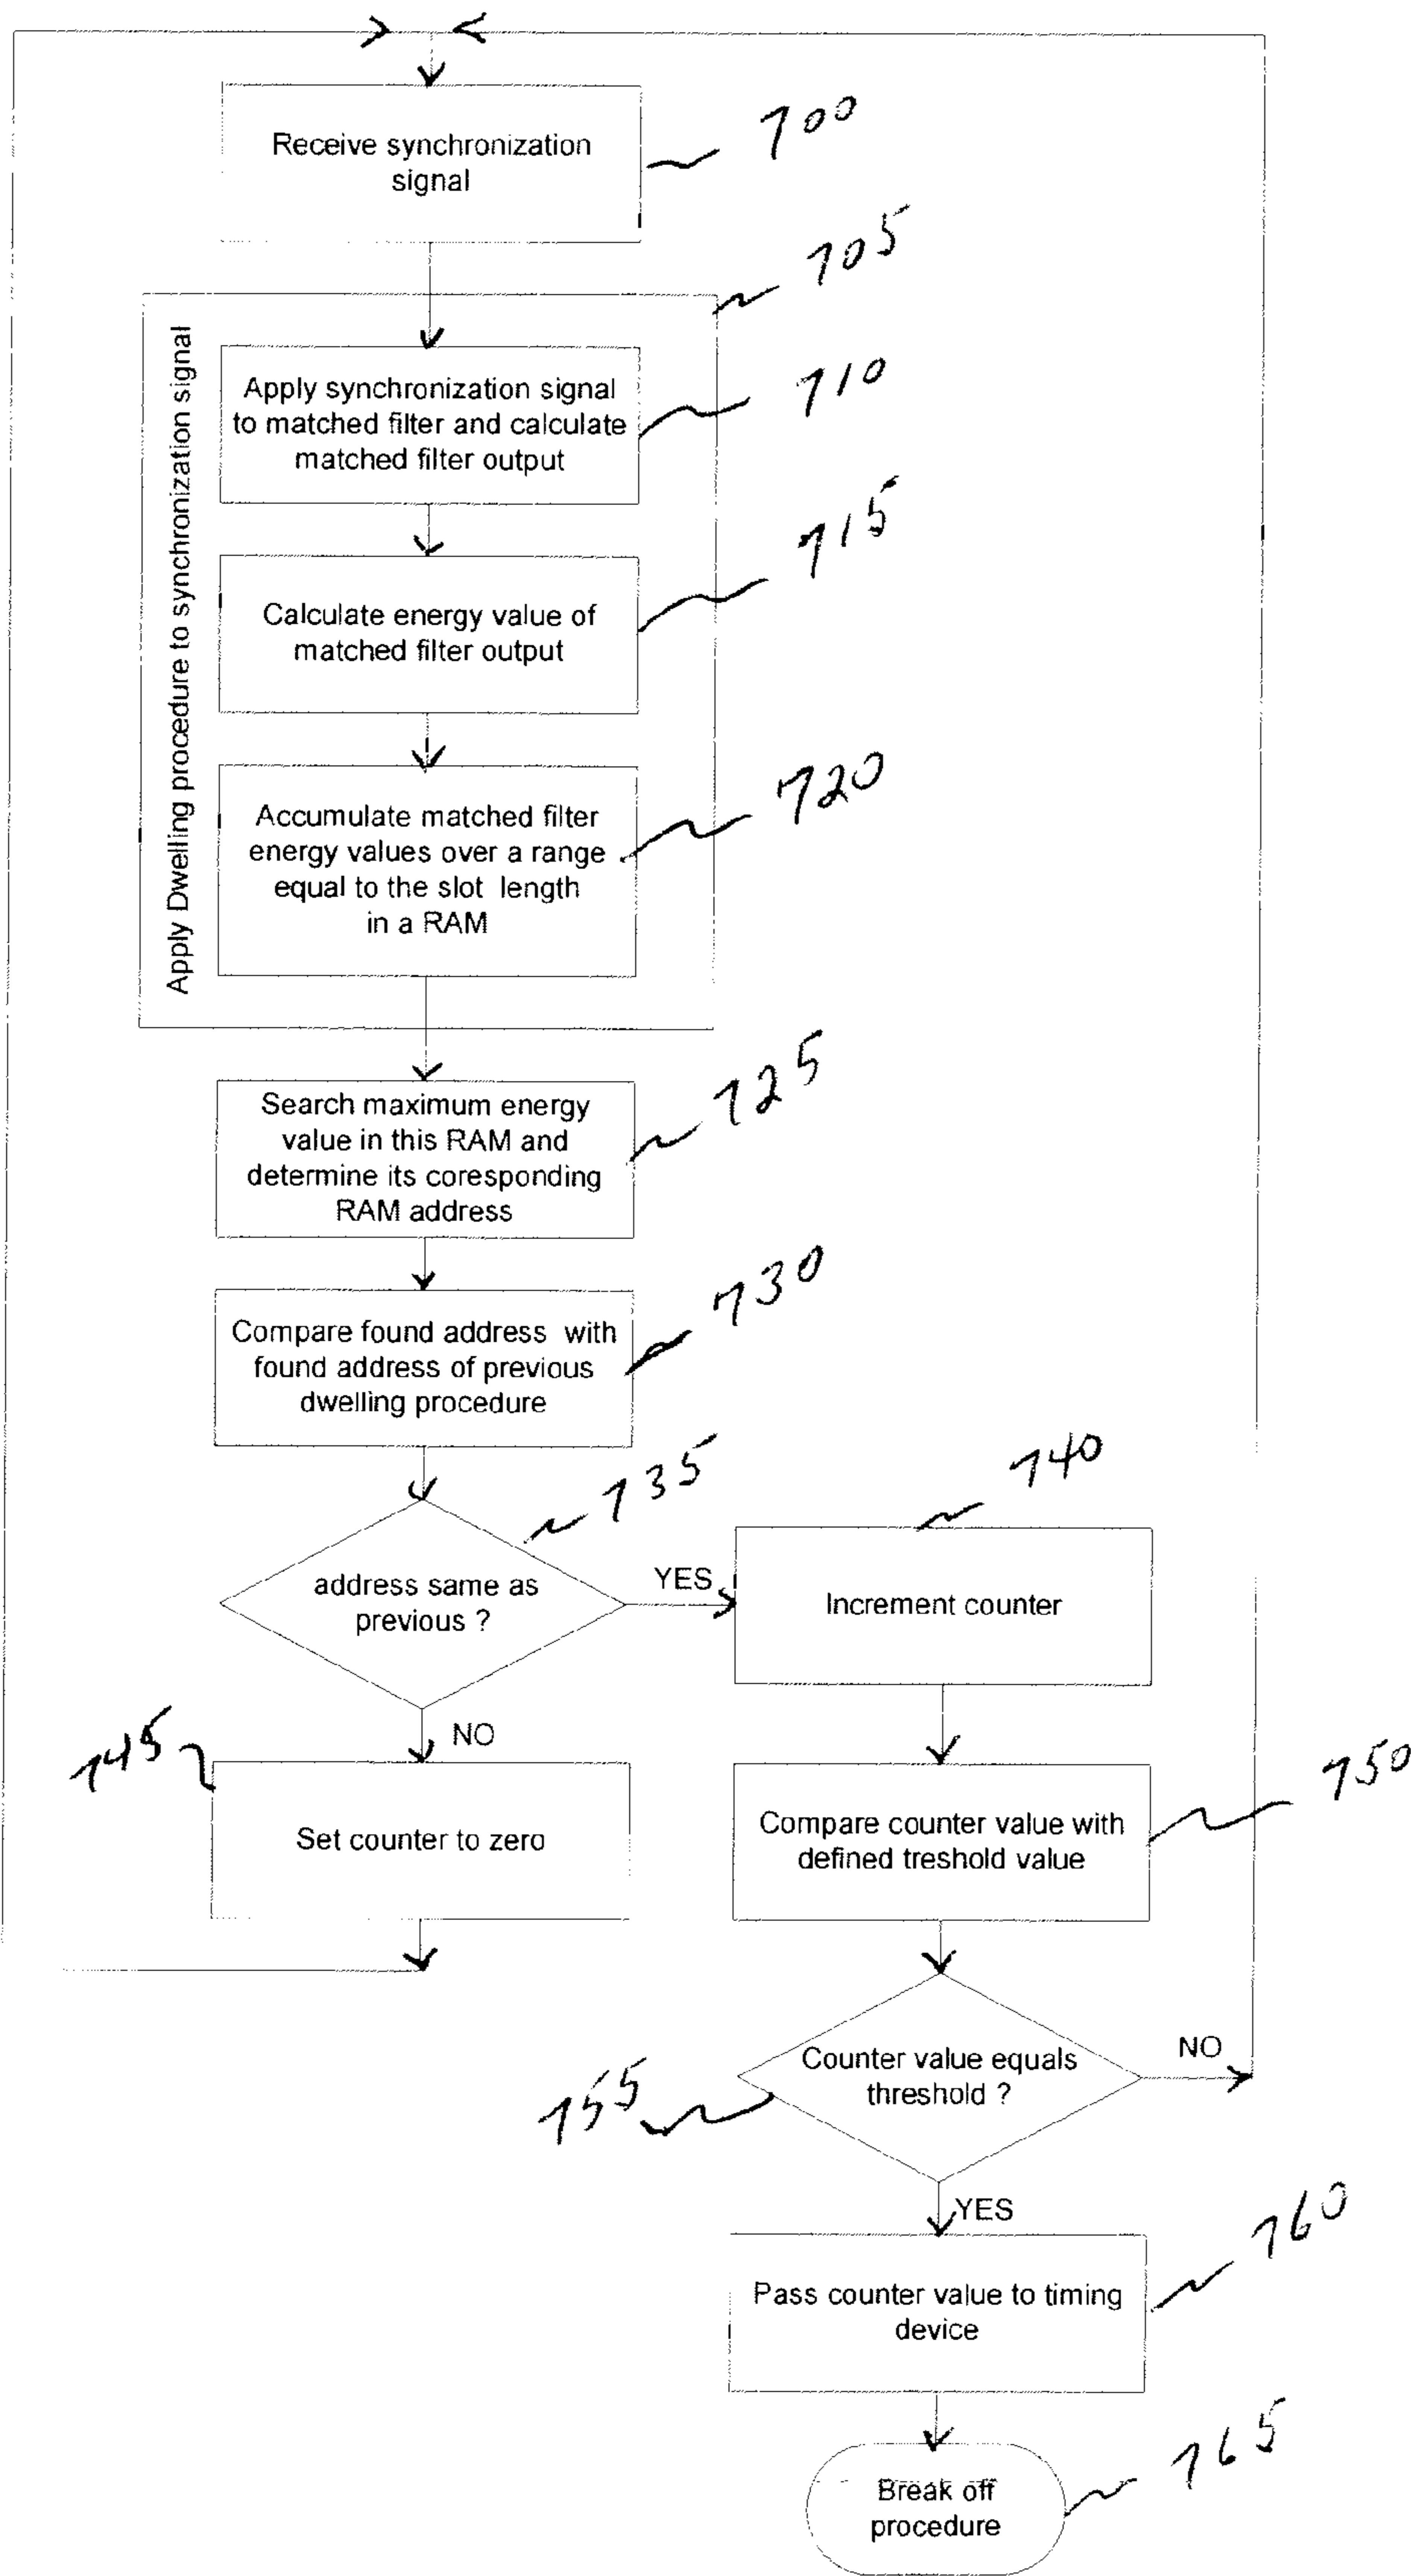 700
Receive synchronization
signal
705
Apply Dwelling procedure to synchronization signal
710
Apply synchronization signal
to matched filter and calculate
matched filter output
715
Calculate energy value of
matched filter output
720
Accumulate matched filter
energy values over a range
equal to the slot length
in a RAM
725
Search maximum energy
value in this RAM and
determine its coresponding
RAM address
730
Compare found address with
found address of previous
dwelling procedure
735
740
address same as
previous ?
YES
Increment counter
NO
745
Set counter to zero
750
Compare counter value with
defined treshold value
NO
Counter value equals
threshold ?
755
YES
760
Pass counter value to timing
device
765
Break off
procedure